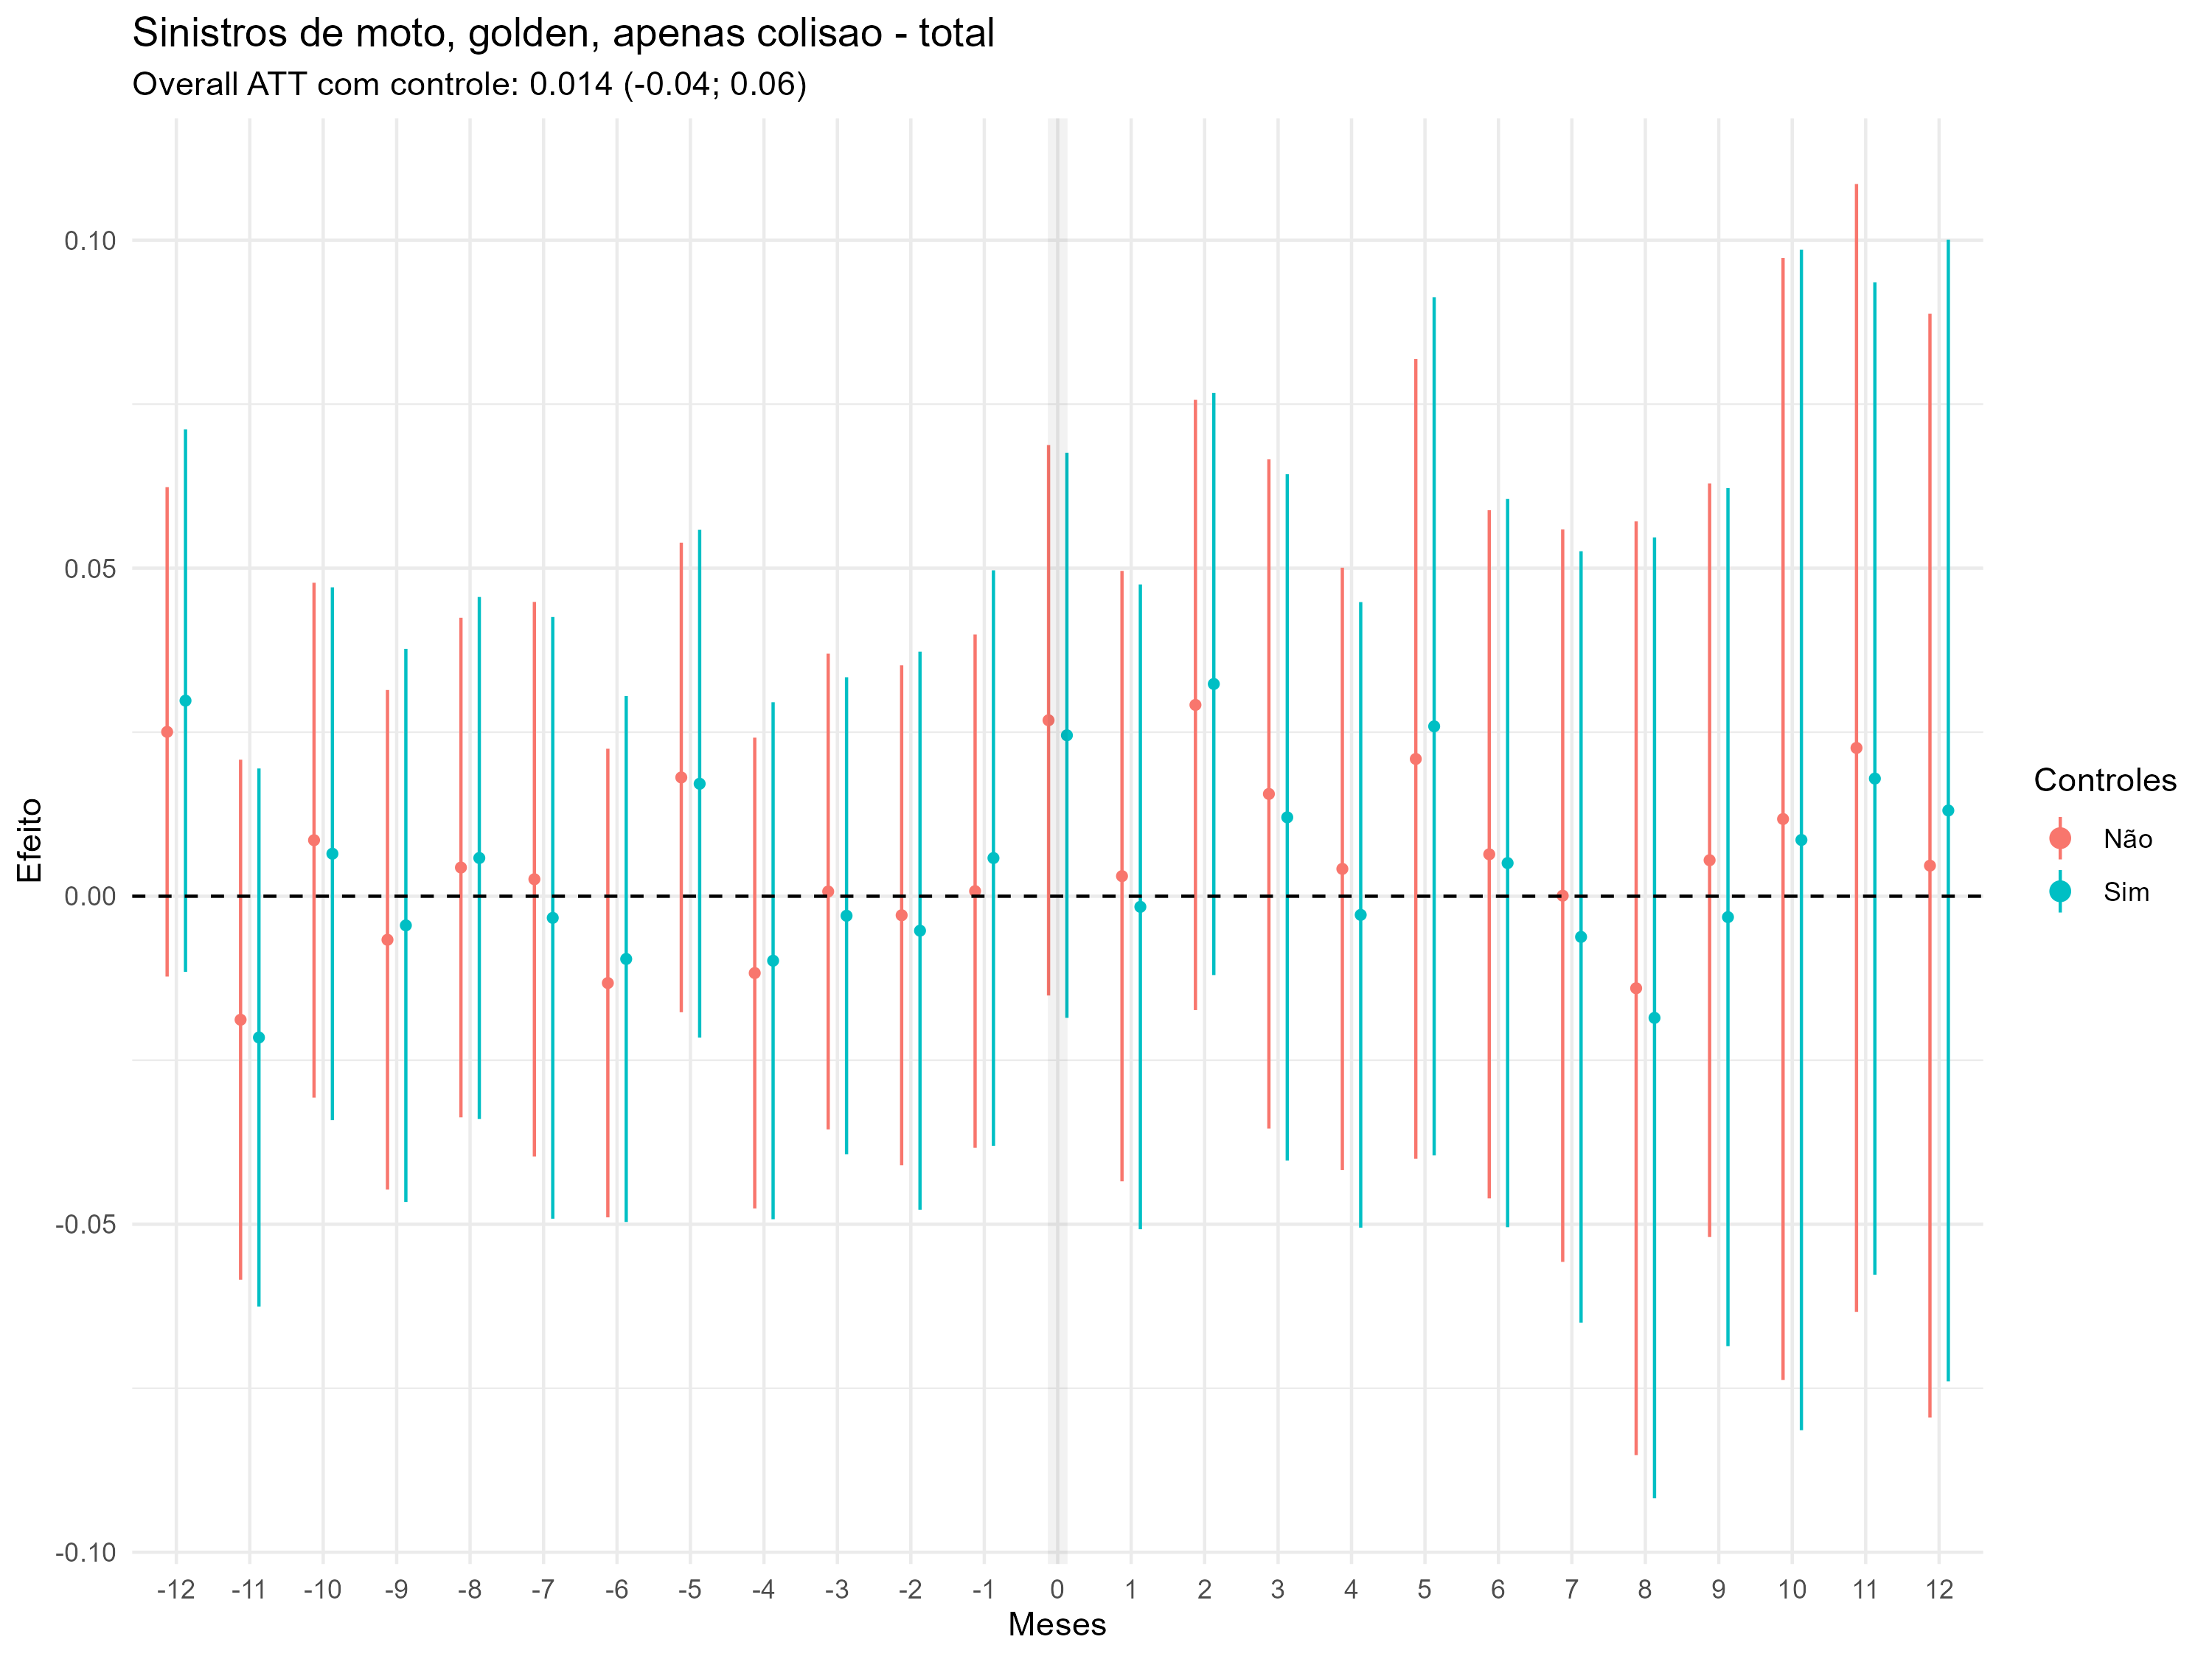 Sinistros de moto, golden, apenas colisao - total
Overall ATT com controle: 0.014 (-0.04; 0.06)
Efeito
0.10
0.05
0.00
-0.05
-0.10
-12 -11 -10 -9 -8 -7 -6 -5 -4 -3 -2 -1 0 1 2 3 4 5 6 7 8 9 10 11 12
Meses
Controles
Não
Sim